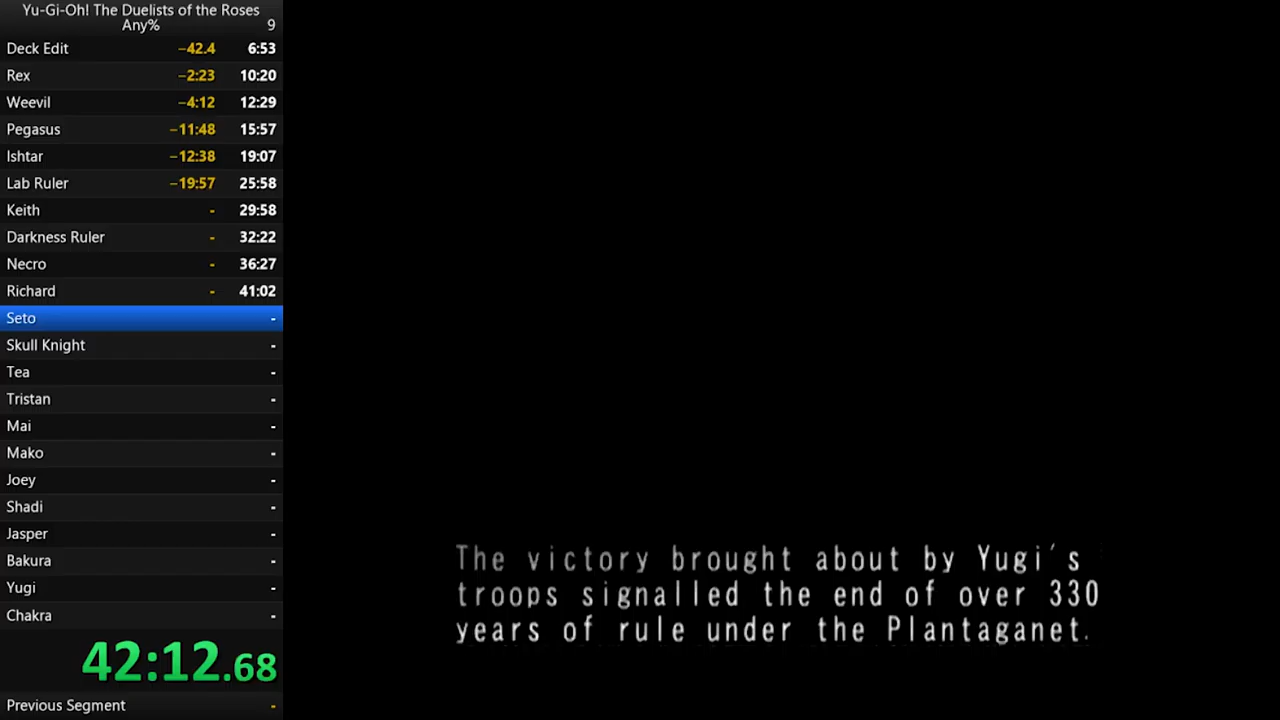 Yu-Gi-Oh! The Duelists of the Roses
Any% 9
Deck Edit −42.4 6:53
Rex −2:23 10:20
Weevil −4:12 12:29
Pegasus −11:48 15:57
Ishtar −12:38 19:07
Lab Ruler −19:57 25:58
Keith - 29:58
Darkness Ruler - 32:22
Necro - 36:27
Richard - 41:02
Seto -
Skull Knight -
Tea -
Tristan -
Mai -
Mako -
Joey -
Shadi -
Jasper -
Bakura -
Yugi -
Chakra -
42:12.68
Previous Segment -
The victory brought about by Yugi's
troops signalled the end of over 330
years of rule under the Plantaganet.